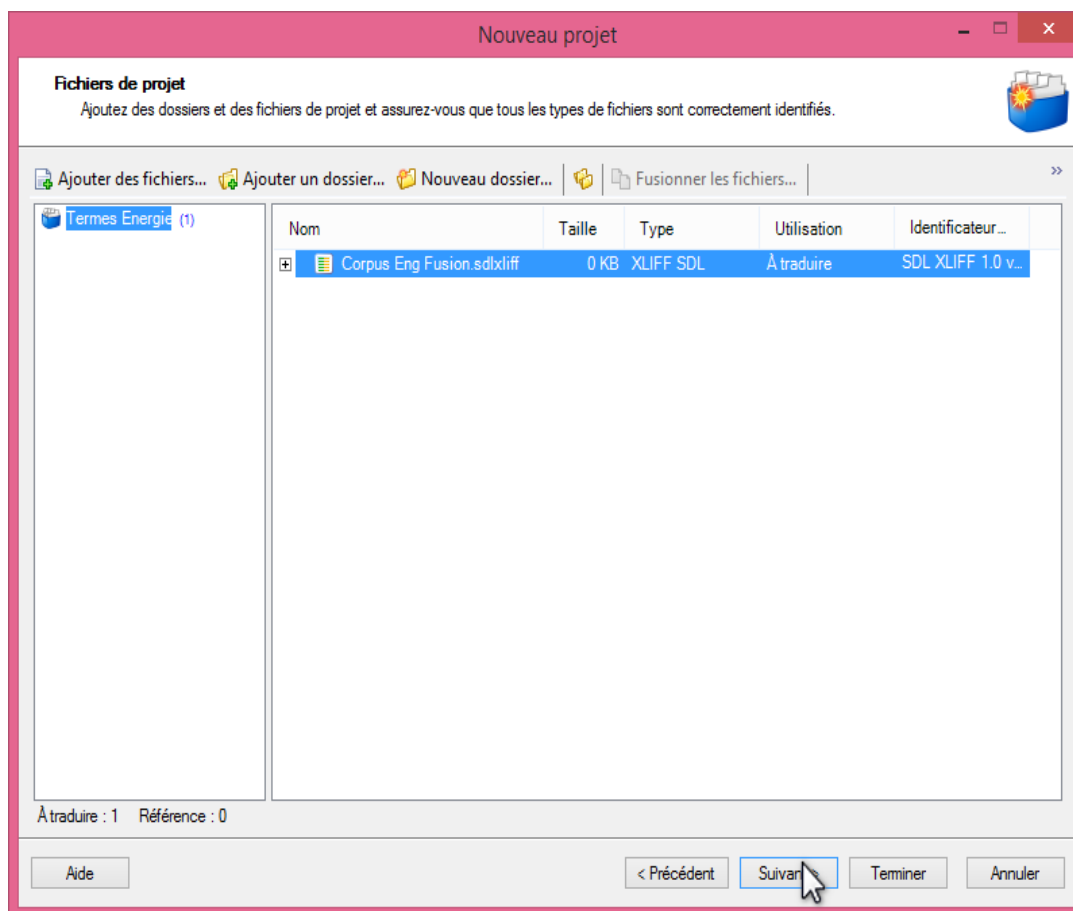 Nouveau projet
Fichiers de projet
Ajoutez des dossiers et des fichiers de projet et assurez-vous que tous les types de fichiers sont correctement identifiés.
Ajouter des fichiers... Ajouter un dossier... Nouveau dossier... Fusionner les fichiers... »
Termes Energie (1)
Nom Taille Type Utilisation Identificateur...
Corpus Eng Fusion.sdlxliff 0 KB XLIFF SDL À traduire SDL XLIFF 1.0 v...
À traduire : 1 Référence : 0
Aide < Précédent Terminer Annuler